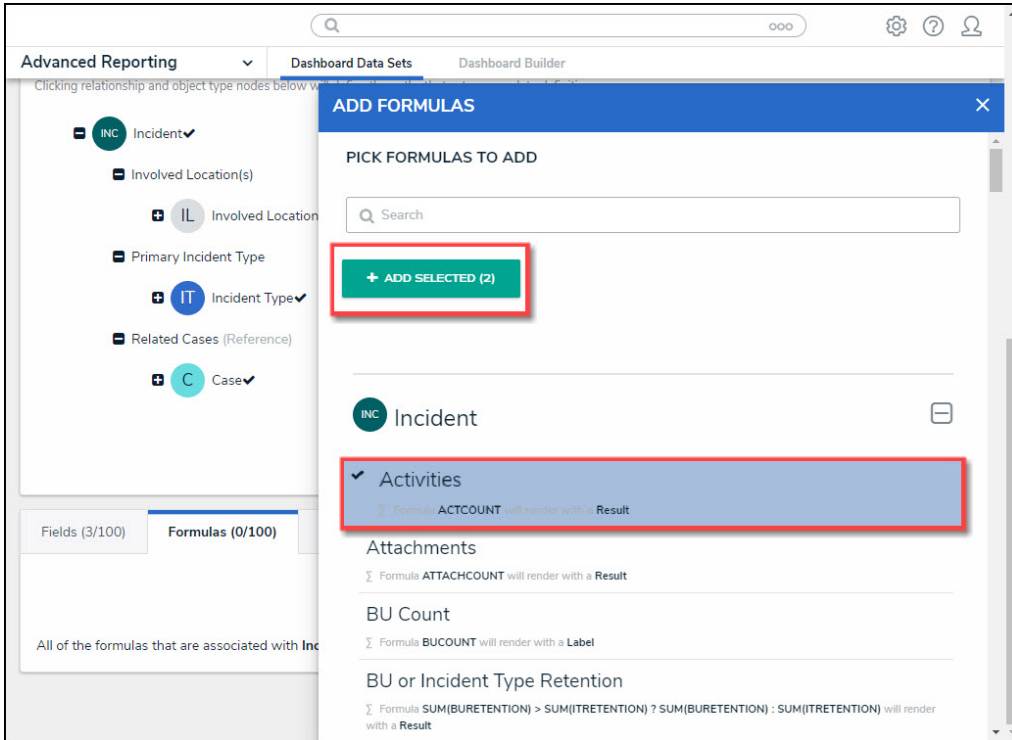 ooo
Advanced Reporting
Dashboard Data Sets
Dashboard Builder
Clicking relationship and object type nodes below
ADD FORMULAS
INC Incident
Involved Location(s)
IL Involved Location
Primary Incident Type
IT Incident Type
Related Cases (Reference)
C Case
PICK FORMULAS TO ADD
Search
+ ADD SELECTED (2)
INC Incident
Activities
∑ Formula ACTCOUNT will render with a Result
Attachments
∑ Formula ATTACHCOUNT will render with a Result
BU Count
∑ Formula BUCOUNT will render with a Label
BU or Incident Type Retention
∑ Formula SUM(BURETENTION) > SUM(ITRETENTION) ? SUM(BURETENTION) : SUM(ITRETENTION) will render
with a Result
Fields (3/100)
Formulas (0/100)
All of the formulas that are associated with Inc